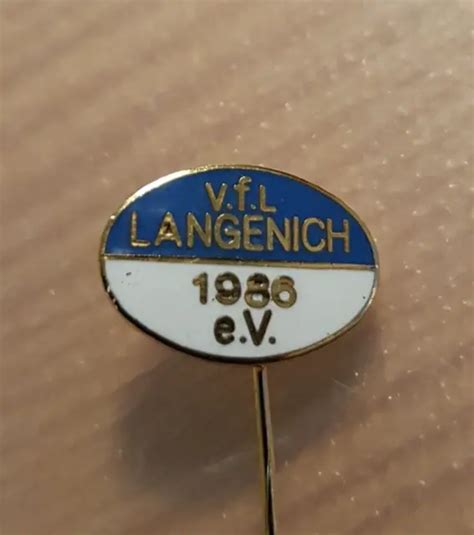 V.f.L
LANGENICH
1986
e.V.